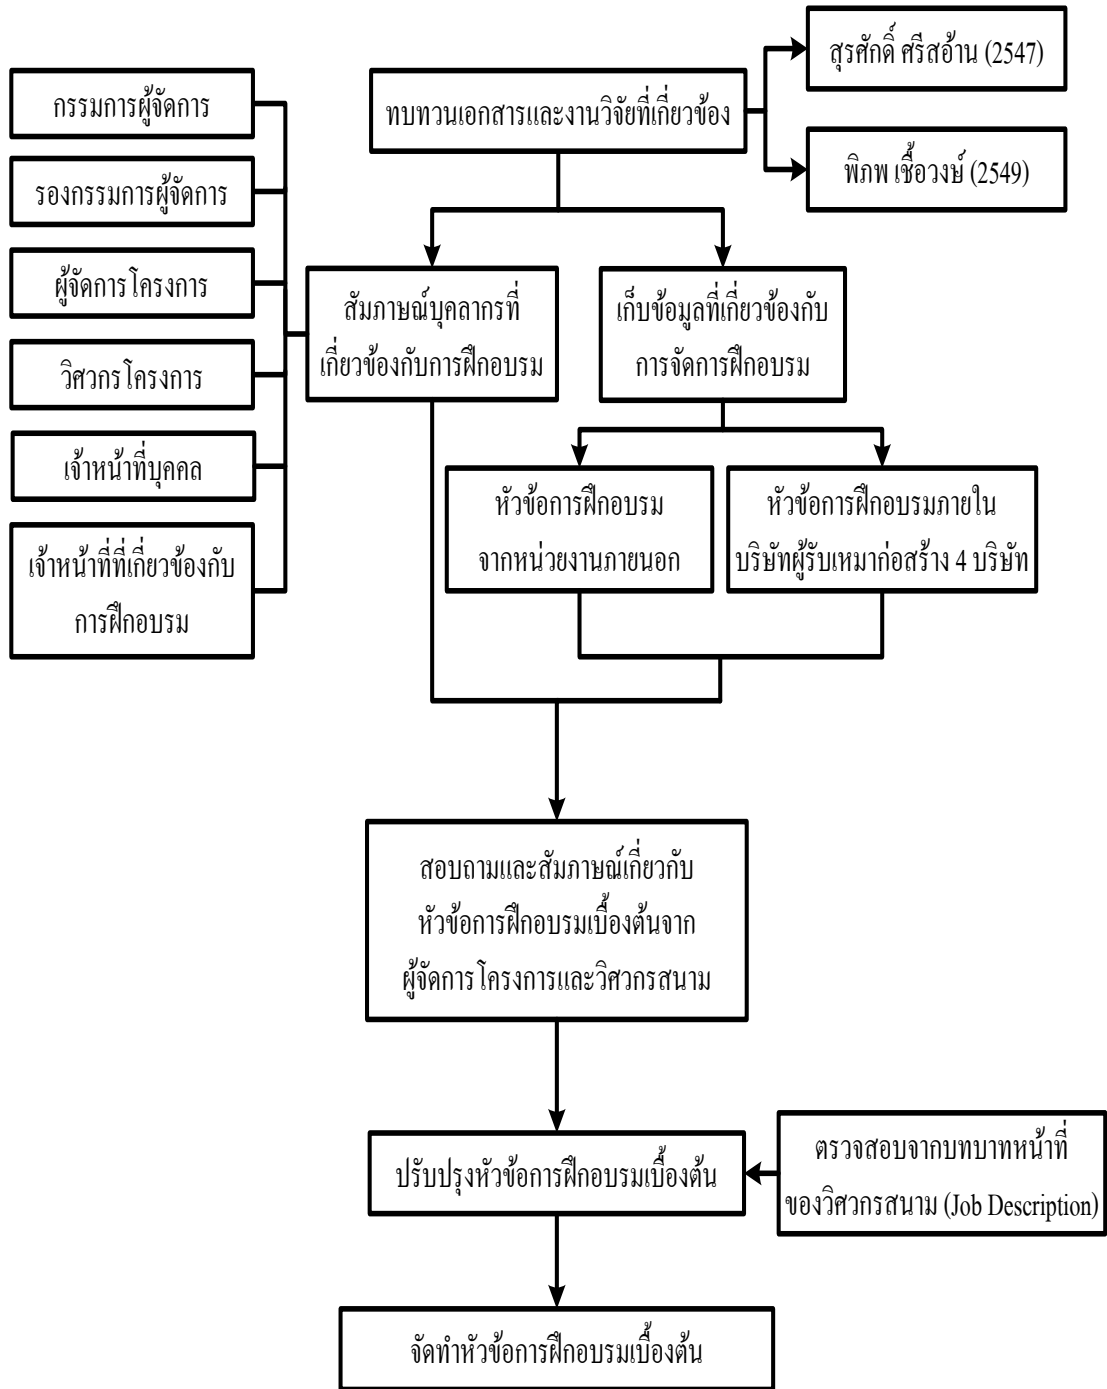 สุรศักดิ์ ศรีสอ้าน (2547)
ทบทวนเอกสารและงานวิจัยที่เกี่ยวข้อง
พิภพ เชื้อวงษ์ (2549)
กรรมการผู้จัดการ
รองกรรมการผู้จัดการ
ผู้จัดการโครงการ
วิศวกรโครงการ
เจ้าหน้าที่บุคคล
เจ้าหน้าที่ที่เกี่ยวข้องกับ
การฝึกอบรม
สัมภาษณ์บุคลากรที่
เกี่ยวข้องกับการฝึกอบรม
เก็บข้อมูลที่เกี่ยวข้องกับ
การจัดการฝึกอบรม
หัวข้อการฝึกอบรม
จากหน่วยงานภายนอก
หัวข้อการฝึกอบรมภายใน
บริษัทผู้รับเหมาก่อสร้าง 4 บริษัท
สอบถามและสัมภาษณ์เกี่ยวกับ
หัวข้อการฝึกอบรมเบื้องต้นจาก
ผู้จัดการโครงการและวิศวกรสนาม
ปรับปรุงหัวข้อการฝึกอบรมเบื้องต้น
ตรวจสอบจากบทบาทหน้าที่
ของวิศวกรสนาม (Job Description)
จัดทำหัวข้อการฝึกอบรมเบื้องต้น